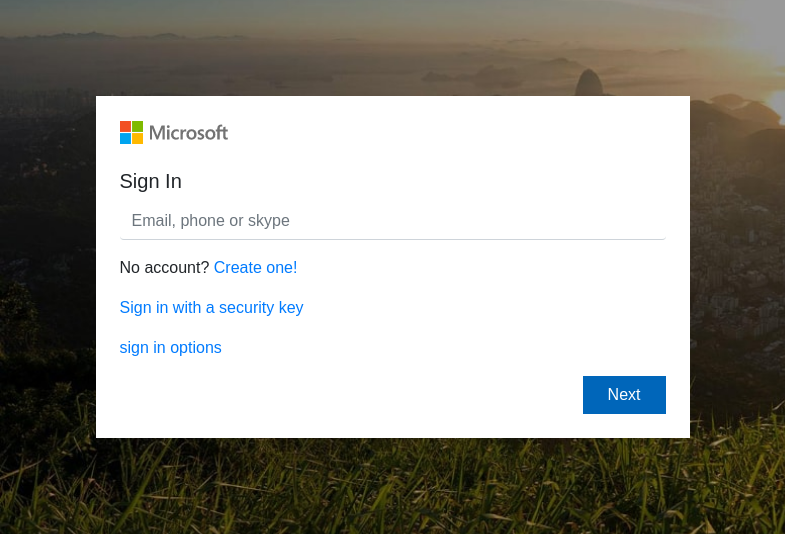 Microsoft
Sign In
Email, phone or skype
No account? Create one!
Sign in with a security key
sign in options
Next